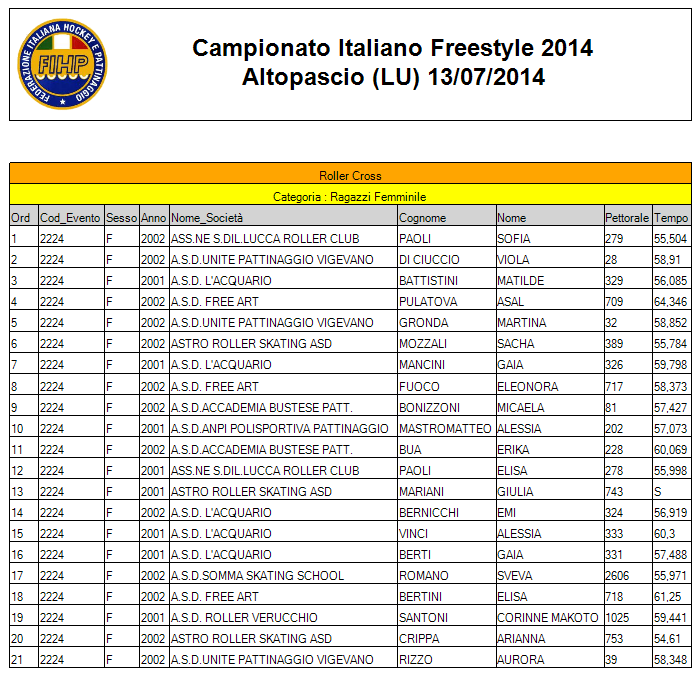 FEDERAZIONE ITALIANA HOCKEY E PATTINAGGIO
FIHP
Campionato Italiano Freestyle 2014
Altopascio (LU) 13/07/2014
Roller Cross
Categoria : Ragazzi Femminile
Ord Cod_Evento Sesso Anno Nome_Società Cognome Nome Pettorale Tempo
1 2224 F 2002 ASS.NE S.DIL.LUCCA ROLLER CLUB PAOLI SOFIA 279 55,504
2 2224 F 2002 A.S.D.UNITE PATTINAGGIO VIGEVANO DI CIUCCIO VIOLA 28 58,91
3 2224 F 2001 A.S.D. L'ACQUARIO BATTISTINI MATILDE 329 56,085
4 2224 F 2002 A.S.D. FREE ART PULATOVA ASAL 709 64,346
5 2224 F 2002 A.S.D.UNITE PATTINAGGIO VIGEVANO GRONDA MARTINA 32 58,852
6 2224 F 2002 ASTRO ROLLER SKATING ASD MOZZALI SACHA 389 55,784
7 2224 F 2001 A.S.D. L'ACQUARIO MANCINI GAIA 326 59,798
8 2224 F 2002 A.S.D. FREE ART FUOCO ELEONORA 717 58,373
9 2224 F 2002 A.S.D.ACCADEMIA BUSTESE PATT. BONIZZONI MICAELA 81 57,427
10 2224 F 2001 A.S.D.ANPI POLISPORTIVA PATTINAGGIO MASTROMATTEO ALESSIA 202 57,073
11 2224 F 2002 A.S.D.ACCADEMIA BUSTESE PATT. BUA ERIKA 228 60,069
12 2224 F 2001 ASS.NE S.DIL.LUCCA ROLLER CLUB PAOLI ELISA 278 55,998
13 2224 F 2001 ASTRO ROLLER SKATING ASD MARIANI GIULIA 743 S
14 2224 F 2002 A.S.D. L'ACQUARIO BERNICCHI EMI 324 56,919
15 2224 F 2001 A.S.D. L'ACQUARIO VINCI ALESSIA 333 60,3
16 2224 F 2001 A.S.D. L'ACQUARIO BERTI GAIA 331 57,488
17 2224 F 2002 A.S.D.SOMMA SKATING SCHOOL ROMANO SVEVA 2606 55,971
18 2224 F 2002 A.S.D. FREE ART BERTINI ELISA 718 61,25
19 2224 F 2001 A.S.D. ROLLER VERUCCHIO SANTONI CORINNE MAKOTO 1025 59,441
20 2224 F 2002 ASTRO ROLLER SKATING ASD CRIPPA ARIANNA 753 54,61
21 2224 F 2002 A.S.D.UNITE PATTINAGGIO VIGEVANO RIZZO AURORA 39 58,348